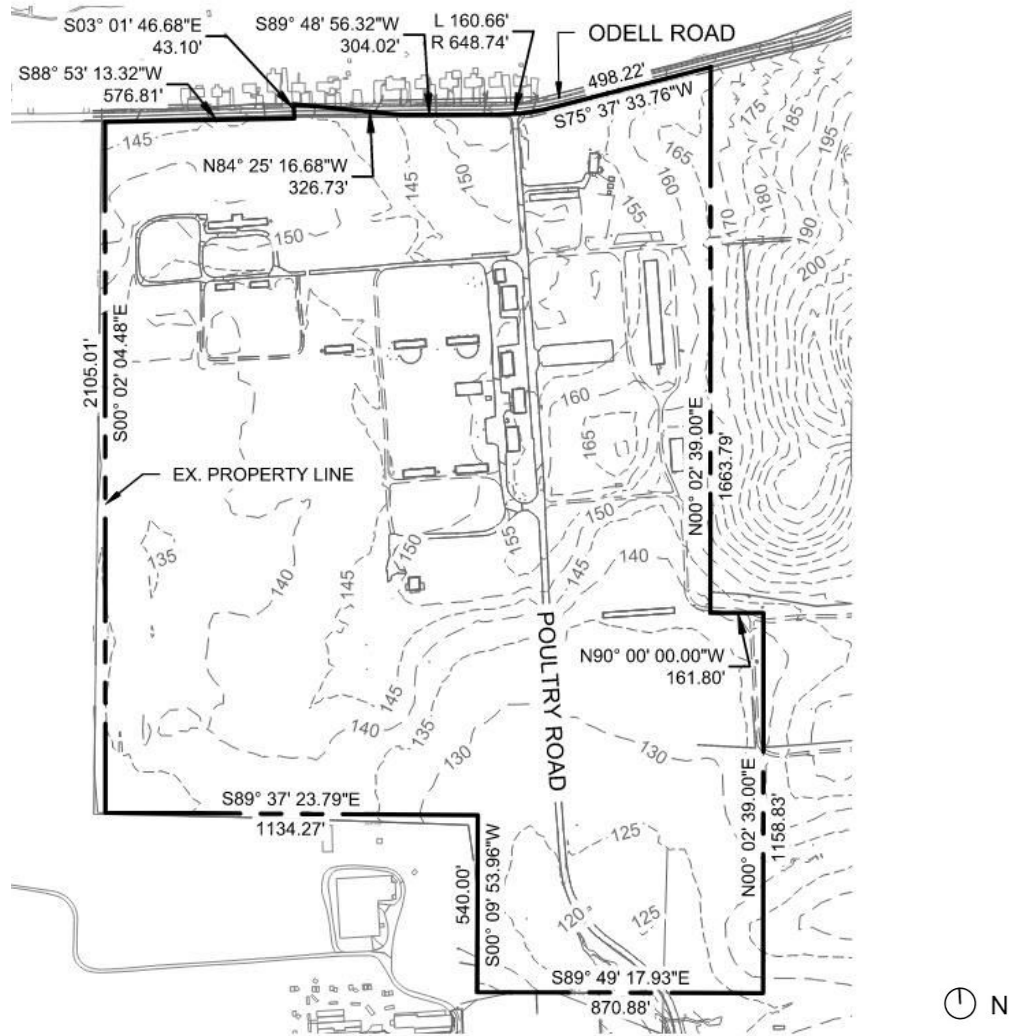 S03° 01' 46.68"E
43.10'
S89° 48' 56.32"W
304.02'
L 160.66'
R 648.74'
ODELL ROAD
S88° 53' 13.32"W
576.81'
498.22'
S75° 37' 33.76"W
N84° 25' 16.68"W
326.73'
145
145
150
150
155
160
165
170
175
180
185
190
195
200
2105.01'
S00° 02' 04.48"E
EX. PROPERTY LINE
160
165
N00° 02' 39.00"E
1663.79'
135
140
145
150
155
150
145
140
POULTRY ROAD
N90° 00' 00.00"W
161.80'
145
140
135
130
130
S89° 37' 23.79"E
1134.27'
540.00'
S00° 09' 53.96"W
N00° 02' 39.00"E
1158.83'
125
120
125
S89° 49' 17.93"E
870.88'
N